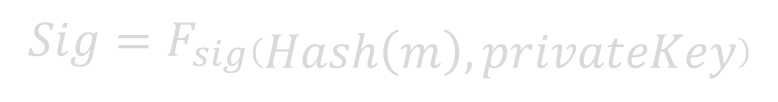 Sig = F_sig(Hash(m), privateKey)